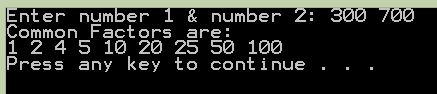 Enter number 1 & number 2: 300 700
Common Factors are:
1 2 4 5 10 20 25 50 100
Press any key to continue . . .